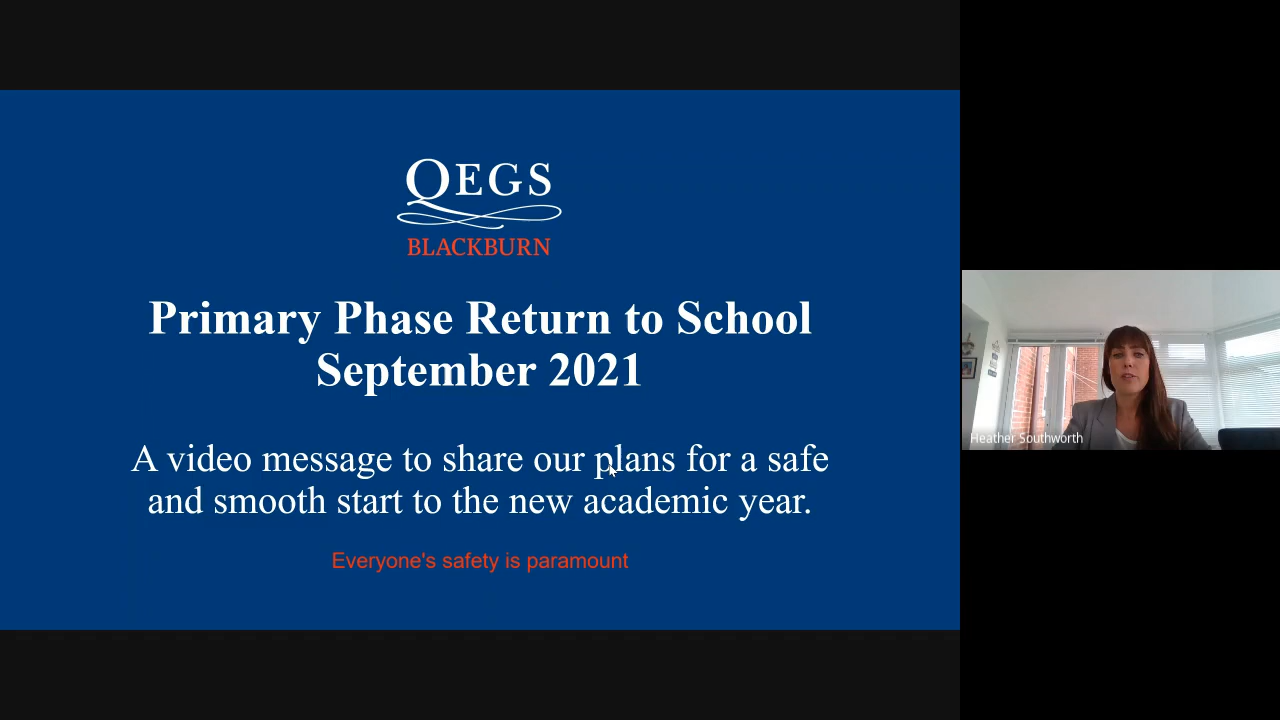 QEGS
BLACKBURN
Primary Phase Return to School
September 2021
A video message to share our plans for a safe
and smooth start to the new academic year.
Everyone's safety is paramount
Heather Southworth